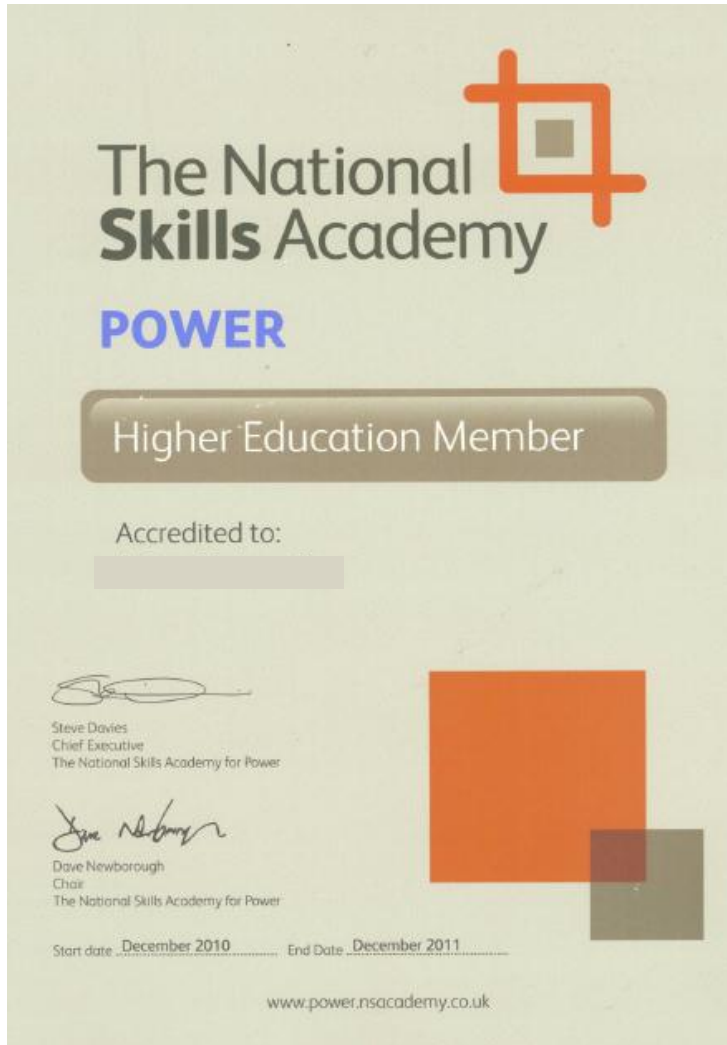 The National
Skills Academy
POWER
Higher Education Member
Accredited to:
Steve Davies
Chief Executive
The National Skills Academy for Power
Dave Newborough
Chair
The National Skills Academy for Power
Start date December 2010 End Date December 2011
www.power.nsacademy.co.uk